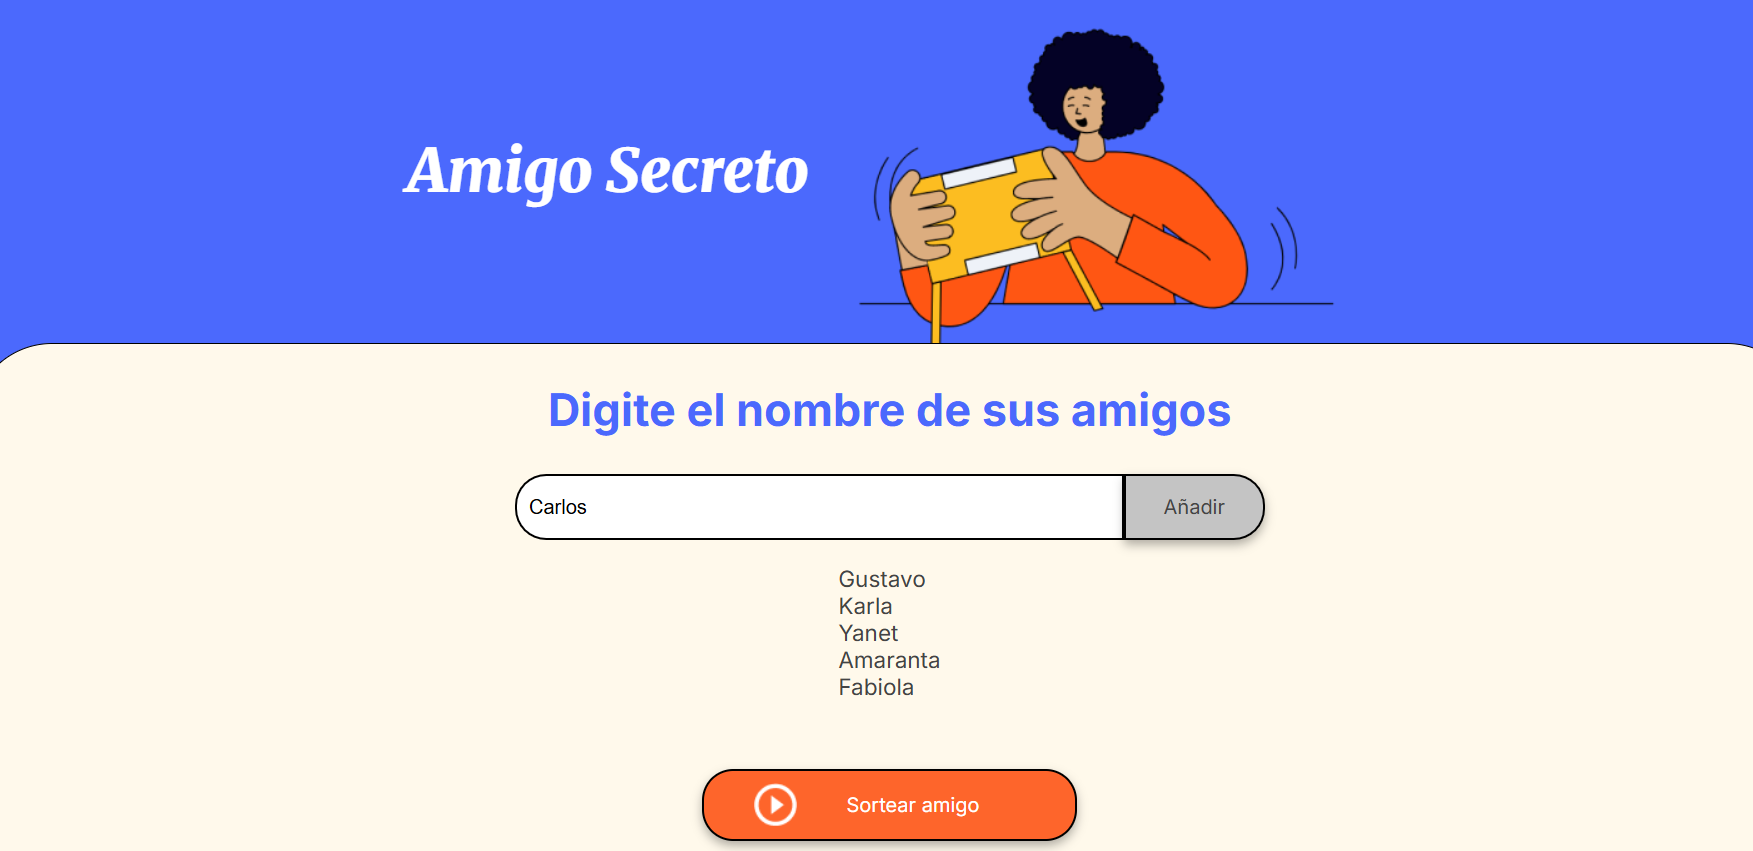 Amigo Secreto
Digite el nombre de sus amigos
Carlos
Añadir
Gustavo
Karla
Yanet
Amaranta
Fabiola
Sortear amigo